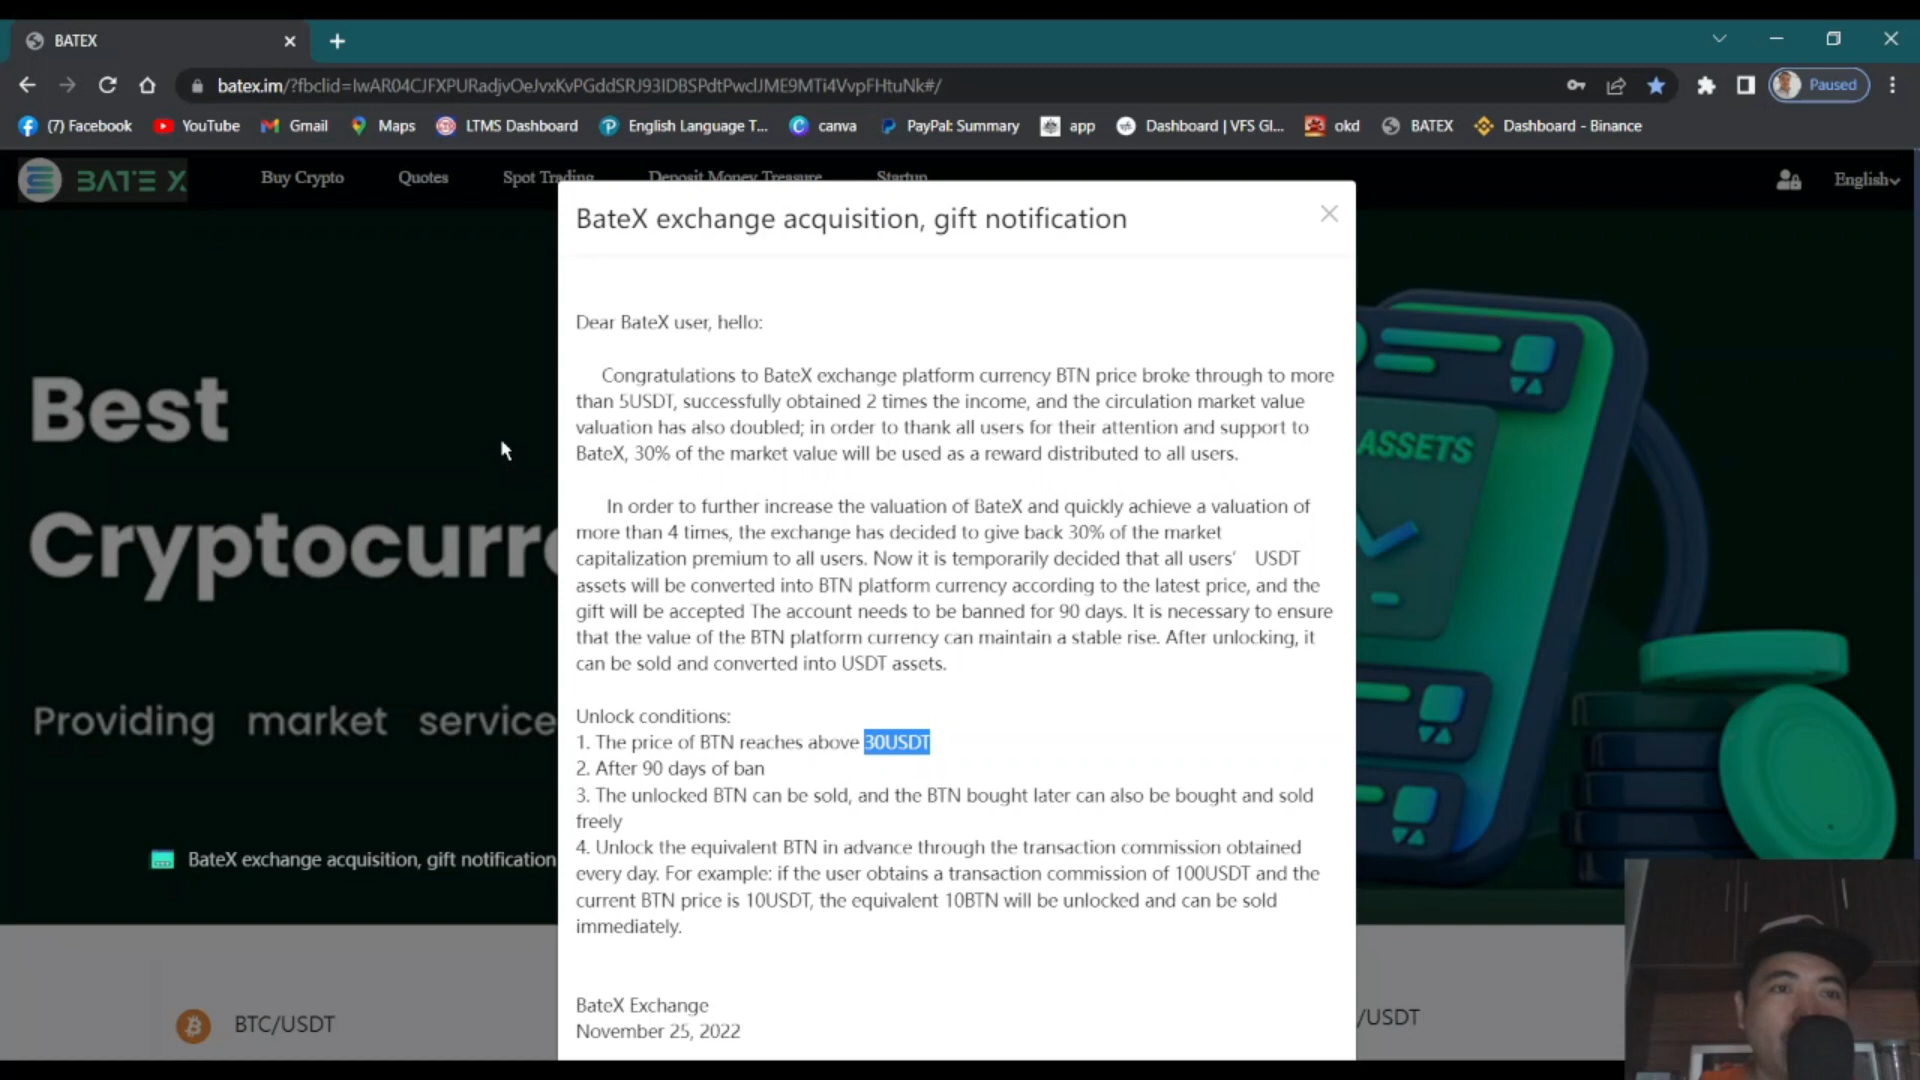 BATEX
batex.im/?fbclid=IwAR04CJFXPURadjvOeJvxKvPGddSRJ93IDBSPdtPwclJME9MTi4VvpFHtuNk#/
Paused
(7) Facebook YouTube Gmail Maps LTMS Dashboard English Language T... canva PayPal: Summary app Dashboard | VFS Gl... okd BATEX Dashboard - Binance
BATE X Buy Crypto Quotes Spot Trading Deposit Money Treasure Startup English
BateX exchange acquisition, gift notification
Dear BateX user, hello:
Congratulations to BateX exchange platform currency BTN price broke through to more
than 5USDT, successfully obtained 2 times the income, and the circulation market value
valuation has also doubled; in order to thank all users for their attention and support to
BateX, 30% of the market value will be used as a reward distributed to all users.
In order to further increase the valuation of BateX and quickly achieve a valuation of
more than 4 times, the exchange has decided to give back 30% of the market
capitalization premium to all users. Now it is temporarily decided that all users' USDT
assets will be converted into BTN platform currency according to the latest price, and the
gift will be accepted The account needs to be banned for 90 days. It is necessary to ensure
that the value of the BTN platform currency can maintain a stable rise. After unlocking, it
can be sold and converted into USDT assets.
Unlock conditions:
1. The price of BTN reaches above 30USDT
2. After 90 days of ban
3. The unlocked BTN can be sold, and the BTN bought later can also be bought and sold
freely
4. Unlock the equivalent BTN in advance through the transaction commission obtained
every day. For example: if the user obtains a transaction commission of 100USDT and the
current BTN price is 10USDT, the equivalent 10BTN will be unlocked and can be sold
immediately.
BateX Exchange
November 25, 2022
Best
Cryptocurr
Providing market service
BateX exchange acquisition, gift notification
ASSETS
BTC/USDT
/USDT